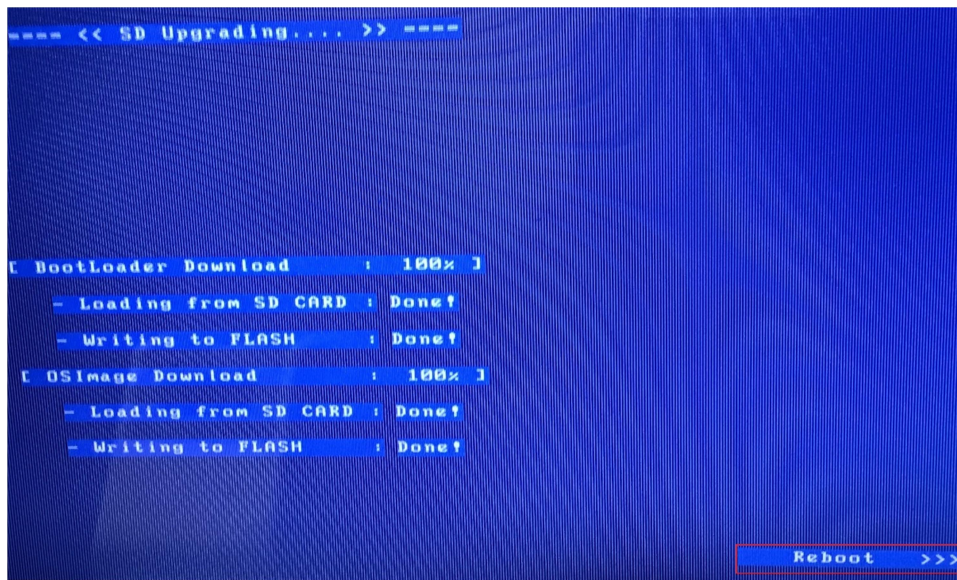 ==== << SD Upgrading.... >> ====
[ BootLoader Download : 100% ]
- Loading from SD CARD : Done!
- Writing to FLASH : Done!
[ OSImage Download : 100% ]
- Loading from SD CARD : Done!
- Writing to FLASH : Done!
Reboot >>>